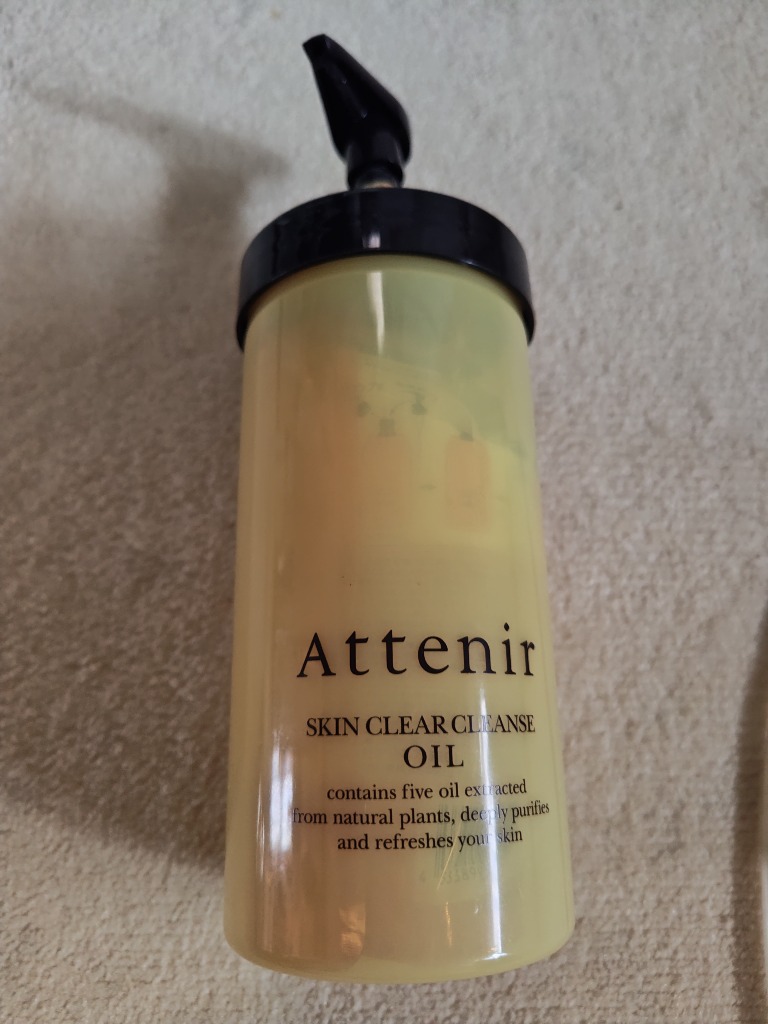 Attenir
SKIN CLEAR CLEANSE
OIL
contains five oil extracted
from natural plants, deeply purifies
and refreshes your skin